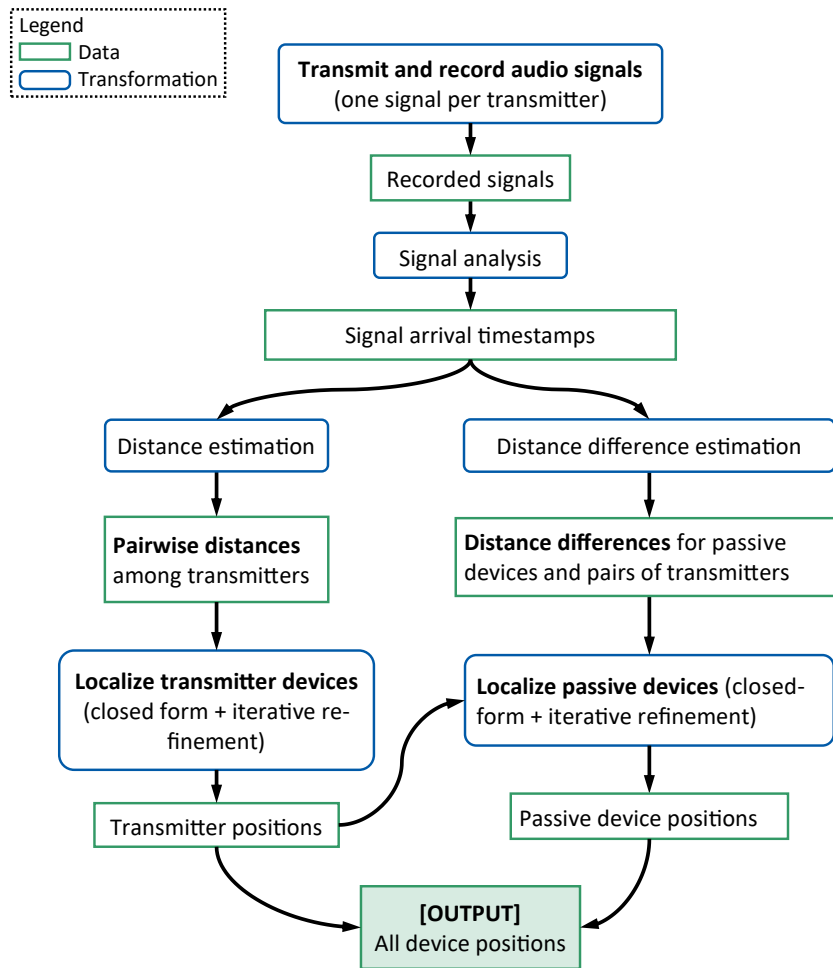 Legend
Data
Transformation
Transmit and record audio signals
(one signal per transmitter)
Recorded signals
Signal analysis
Signal arrival timestamps
Distance estimation
Distance difference estimation
Pairwise distances
among transmitters
Distance differences for passive
devices and pairs of transmitters
Localize transmitter devices
(closed form + iterative re-
finement)
Localize passive devices (closed-
form + iterative refinement)
Transmitter positions
Passive device positions
[OUTPUT]
All device positions